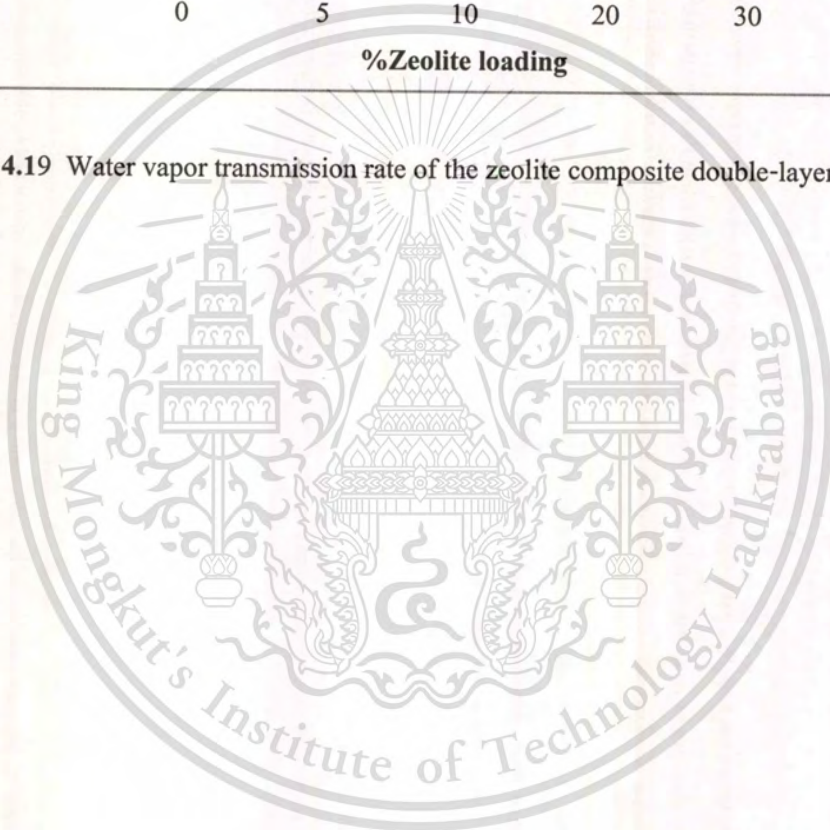 0 5 10 20 30
%Zeolite loading
4.19 Water vapor transmission rate of the zeolite composite double-layer
King Mongkut's Institute of Technology Ladkrabang